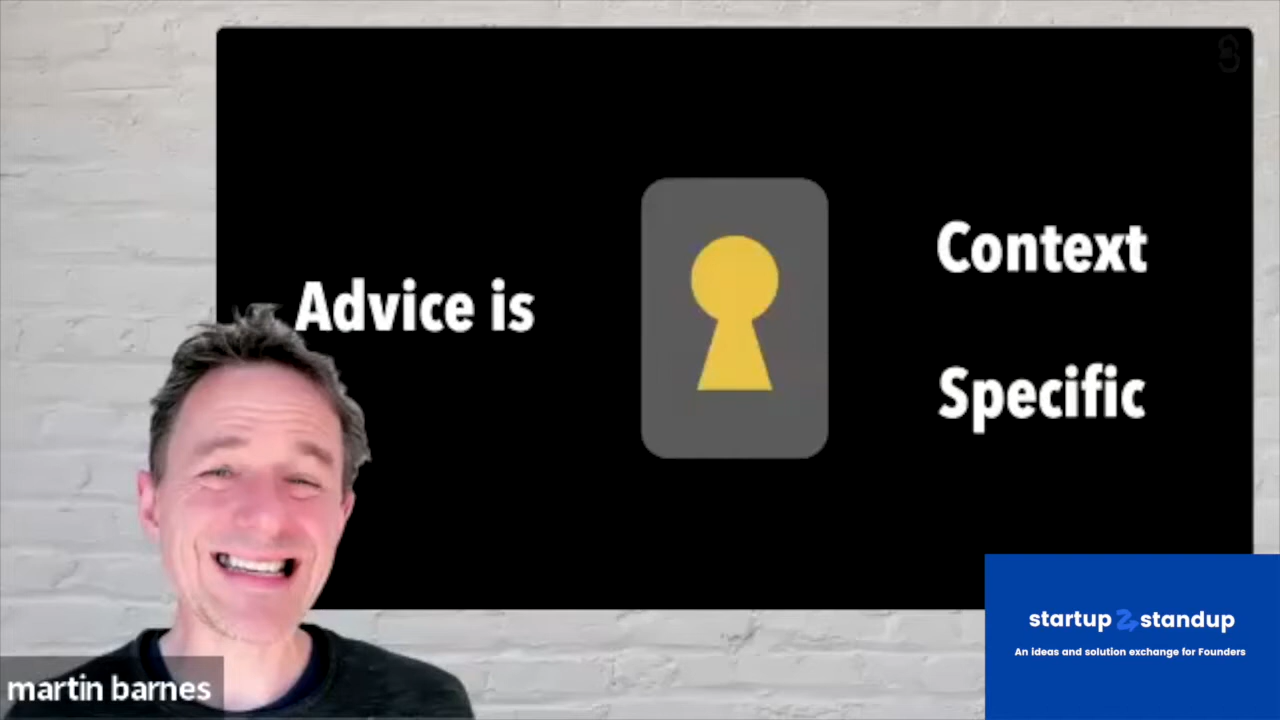 Advice is
Context
Specific
martin barnes
startup 2 standup
An ideas and solution exchange for Founders